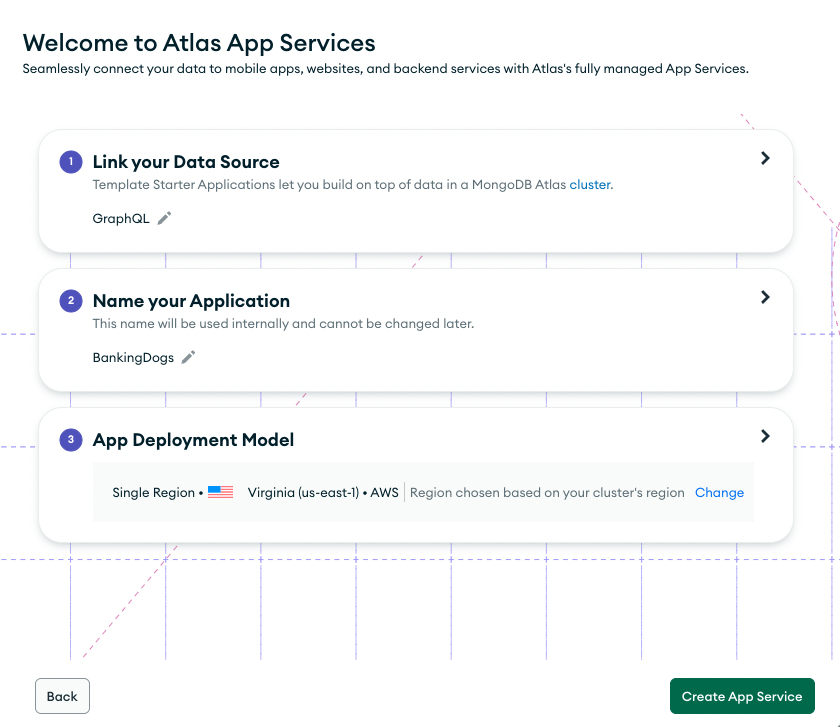 Welcome to Atlas App Services
Seamlessly connect your data to mobile apps, websites, and backend services with Atlas's fully managed App Services.
1 Link your Data Source
Template Starter Applications let you build on top of data in a MongoDB Atlas cluster.
GraphQL
2 Name your Application
This name will be used internally and cannot be changed later.
BankingDogs
3 App Deployment Model
Single Region • Virginia (us-east-1) • AWS Region chosen based on your cluster's region Change
Back Create App Service